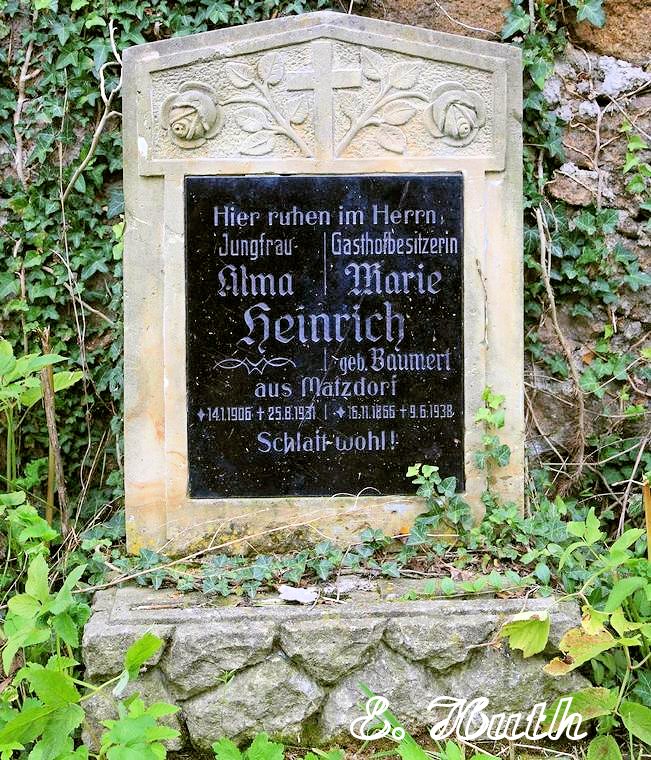 Hier ruhen im Herrn
Jungfrau Gasthofbesitzerin
Alma Marie
Heinrich
geb. Baumert
aus Matzdorf
14.1.1906 + 25.8.1931 16.11.1866 + 9.6.1938
Schlaft wohl!
E. Huth